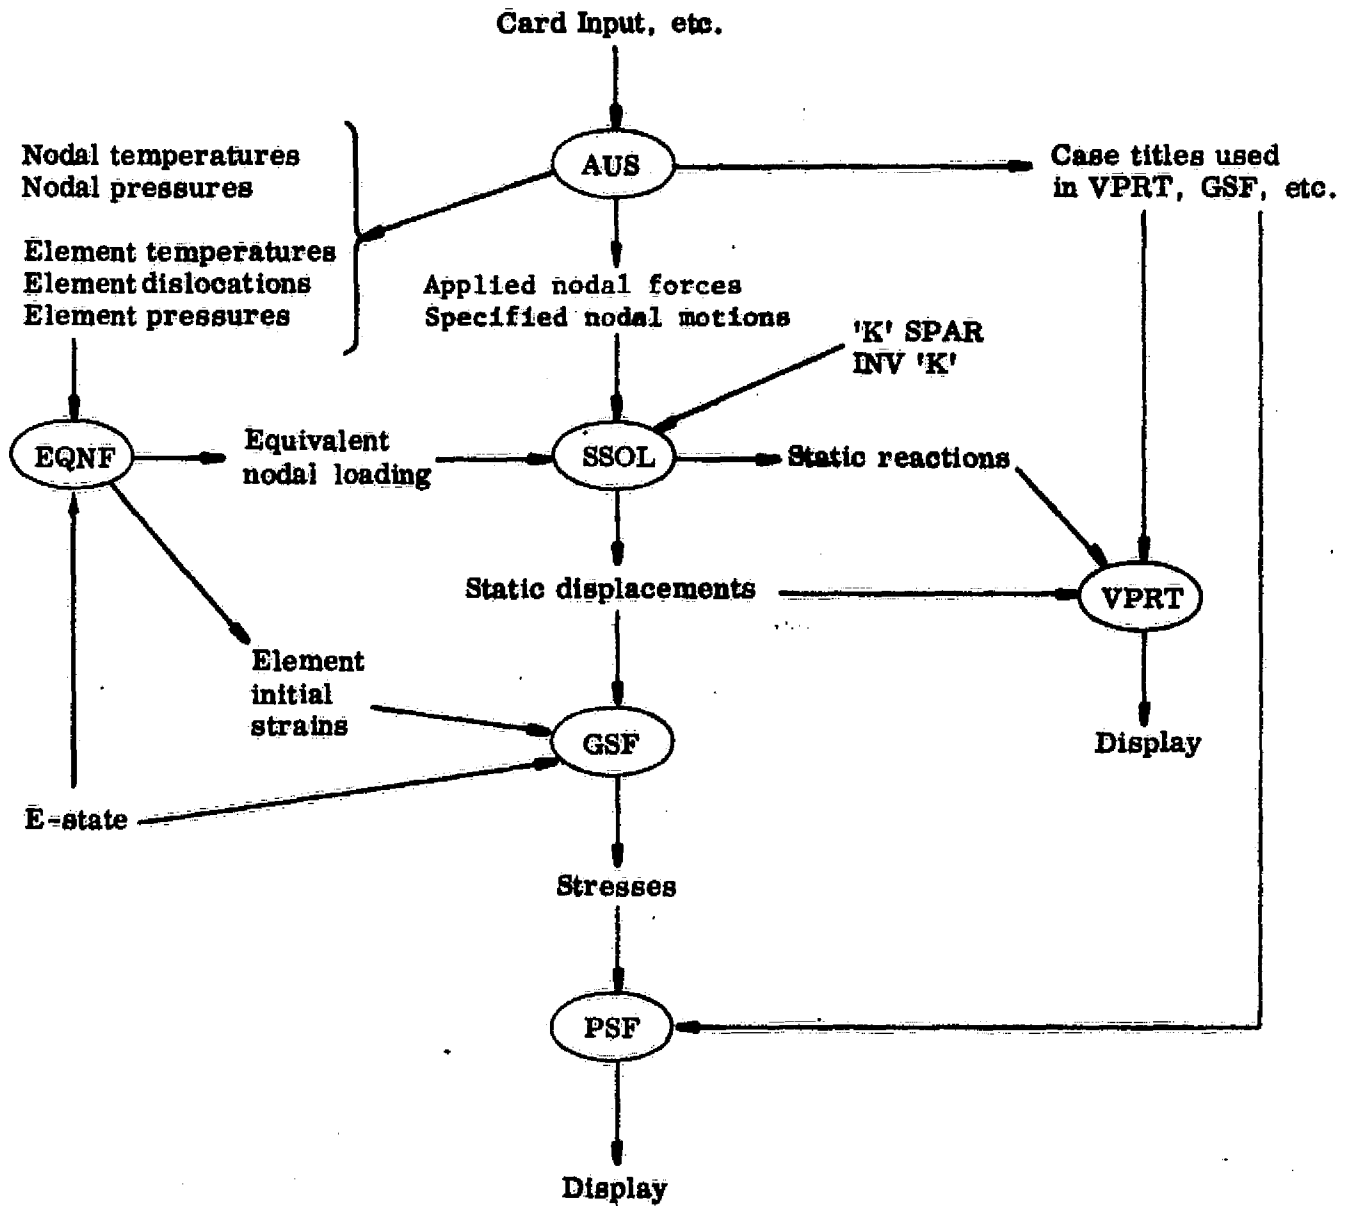 Card Input, etc.
AUS
Nodal temperatures
Nodal pressures
Element temperatures
Element dislocations
Element pressures
Case titles used
in VPRT, GSF, etc.
Applied nodal forces
Specified nodal motions
'K' SPAR
INV 'K'
EQNF
Equivalent
nodal loading
SSOL
Static reactions
Static displacements
VPRT
Element
initial
strains
GSF
Display
E-state
Stresses
PSF
Display